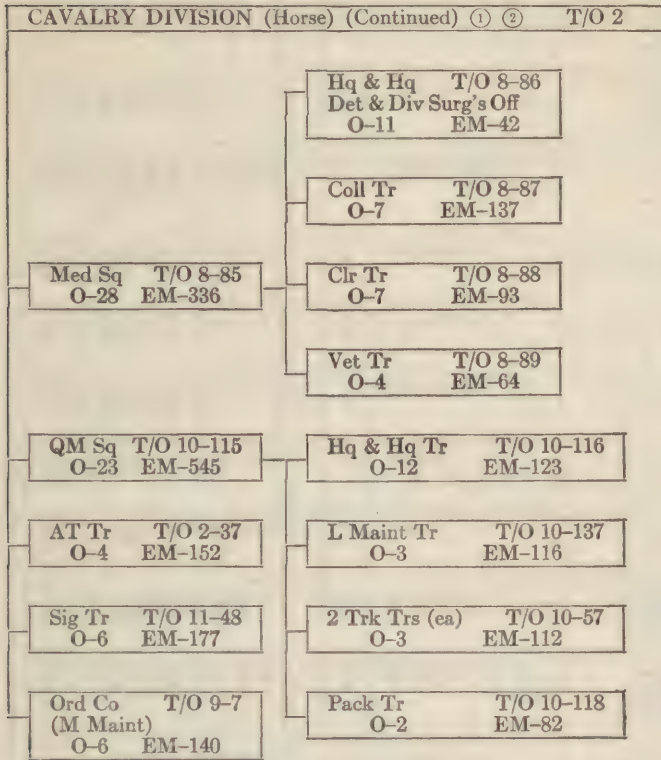 CAVALRY DIVISION (Horse) (Continued) ① ② T/O 2
Hq & Hq T/O 8–86
Det & Div Surg's Off
O–11 EM–42
Coll Tr T/O 8–87
O–7 EM–137
Med Sq T/O 8–85
O–28 EM–336
Clr Tr T/O 8–88
O–7 EM–93
Vet Tr T/O 8–89
O–4 EM–64
QM Sq T/O 10–115
O–23 EM–545
Hq & Hq Tr T/O 10–116
O–12 EM–123
AT Tr T/O 2–37
O–4 EM–152
L Maint Tr T/O 10–137
O–3 EM–116
Sig Tr T/O 11–48
O–6 EM–177
2 Trk Trs (ea) T/O 10–57
O–3 EM–112
Ord Co T/O 9–7
(M Maint)
O–6 EM–140
Pack Tr T/O 10–118
O–2 EM–82